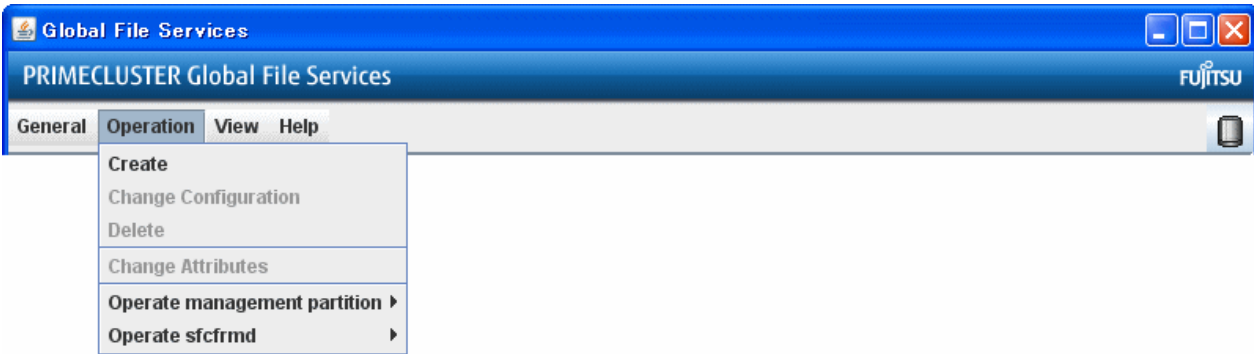 Global File Services
PRIMECLUSTER Global File Services
FUJITSU
General Operation View Help
Create
Change Configuration
Delete
Change Attributes
Operate management partition
Operate sfcfrmd